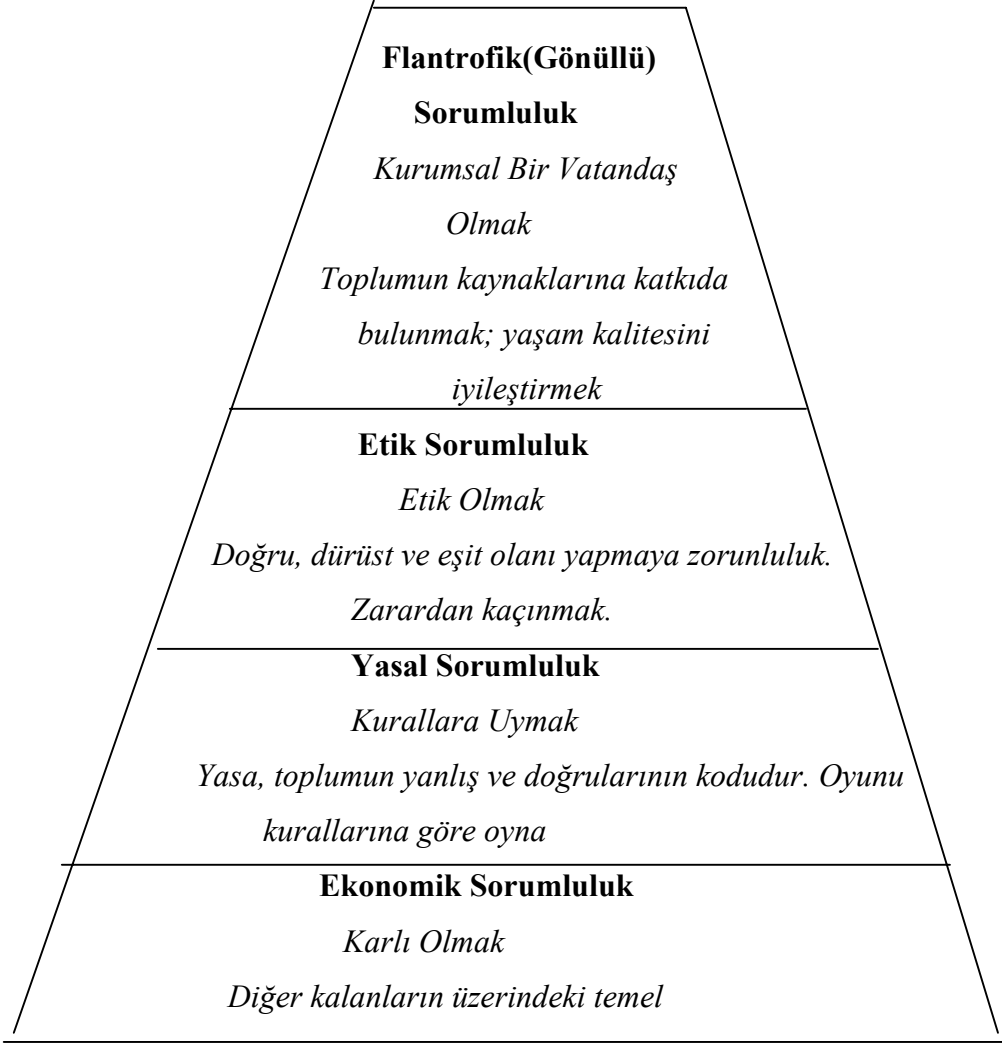 Flantrofik(Gönüllü)
Sorumluluk
Kurumsal Bir Vatandaş
Olmak
Toplumun kaynaklarına katkıda
bulunmak; yaşam kalitesini
iyileştirmek
Etik Sorumluluk
Etik Olmak
Doğru, dürüst ve eşit olanı yapmaya zorunluluk.
Zarardan kaçınmak.
Yasal Sorumluluk
Kurallara Uymak
Yasa, toplumun yanlış ve doğrularının kodudur. Oyunu
kurallarına göre oyna
Ekonomik Sorumluluk
Karlı Olmak
Diğer kalanların üzerindeki temel